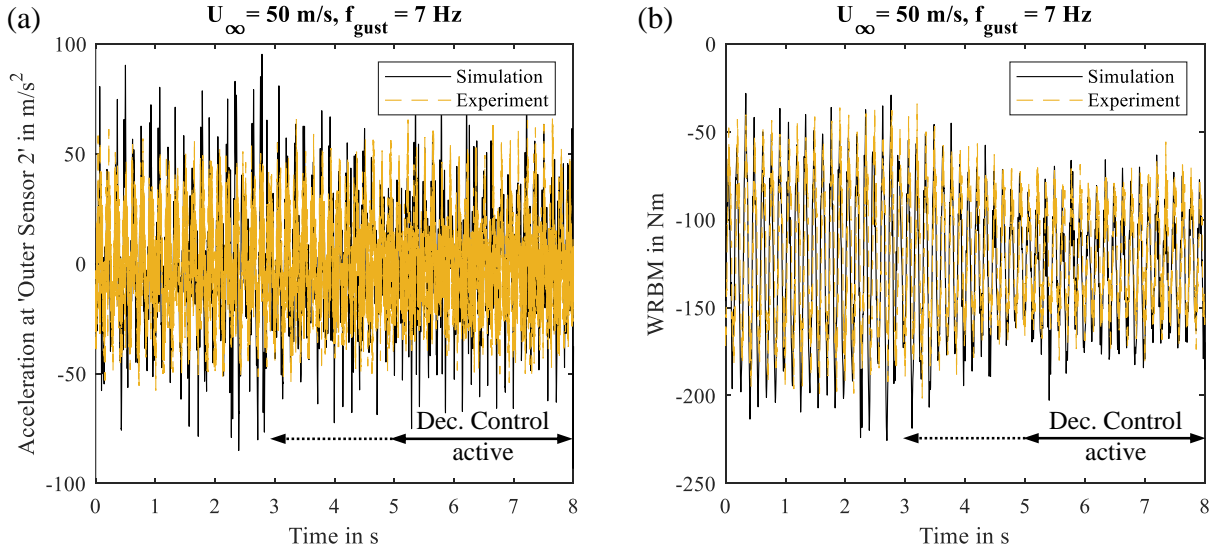 (a)
U∞ = 50 m/s, fgust = 7 Hz
Acceleration at 'Outer Sensor 2' in m/s2
100
50
0
-50
-100
Simulation
Experiment
Dec. Control
active
0 1 2 3 4 5 6 7 8
Time in s
(b)
U∞ = 50 m/s, fgust = 7 Hz
WRBM in Nm
0
-50
-100
-150
-200
-250
Simulation
Experiment
Dec. Control
active
0 1 2 3 4 5 6 7 8
Time in s